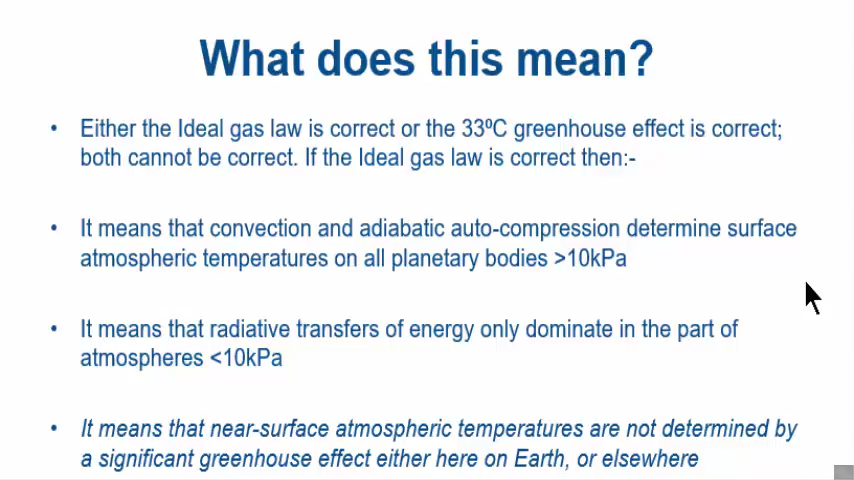 What does this mean?
• Either the Ideal gas law is correct or the 33ºC greenhouse effect is correct;
both cannot be correct. If the Ideal gas law is correct then:-
• It means that convection and adiabatic auto-compression determine surface
atmospheric temperatures on all planetary bodies >10kPa
• It means that radiative transfers of energy only dominate in the part of
atmospheres <10kPa
• It means that near-surface atmospheric temperatures are not determined by
a significant greenhouse effect either here on Earth, or elsewhere